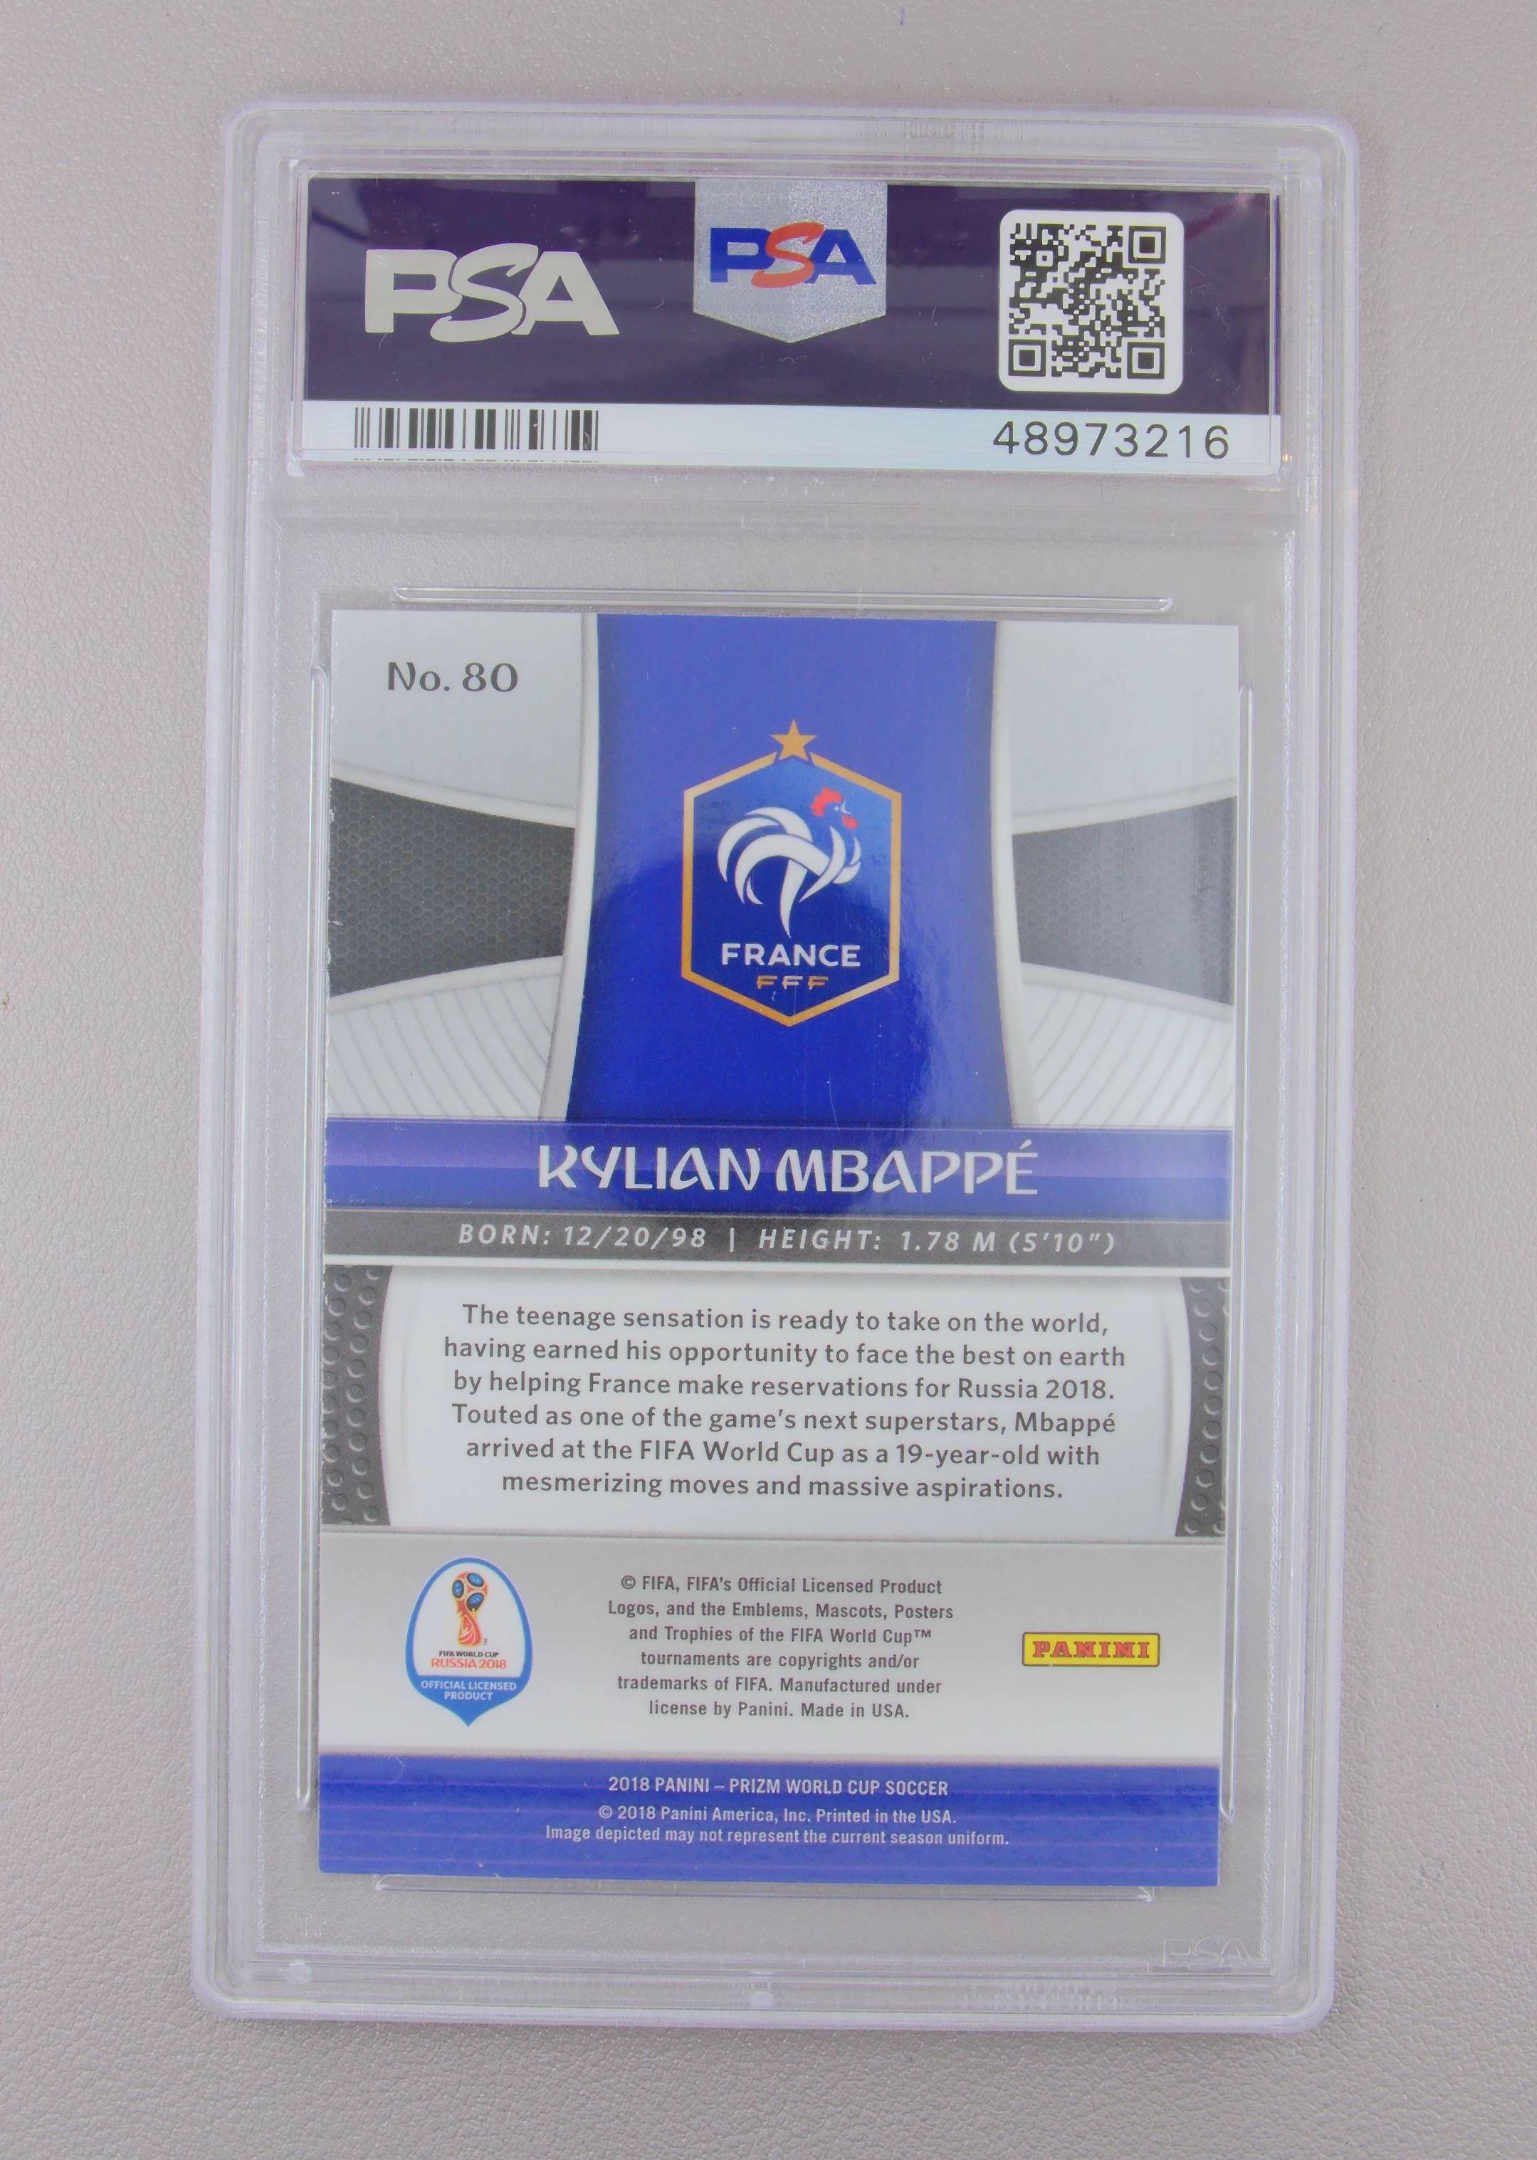 PSA
PSA
48973216
No. 80
FRANCE
FFF
KYLIAN MBAPPÉ
BORN: 12/20/98 | HEIGHT: 1.78 M (5'10")
The teenage sensation is ready to take on the world,
having earned his opportunity to face the best on earth
by helping France make reservations for Russia 2018.
Touted as one of the game's next superstars, Mbappé
arrived at the FIFA World Cup as a 19-year-old with
mesmerizing moves and massive aspirations.
FIFA WORLD CUP
RUSSIA 2018
OFFICIAL LICENSED
PRODUCT
© FIFA, FIFA's Official Licensed Product
Logos, and the Emblems, Mascots, Posters
and Trophies of the FIFA World Cup™
tournaments are copyrights and/or
trademarks of FIFA. Manufactured under
license by Panini. Made in USA.
PANINI
2018 PANINI – PRIZM WORLD CUP SOCCER
© 2018 Panini America, Inc. Printed in the USA.
Image depicted may not represent the current season uniform.
PSA